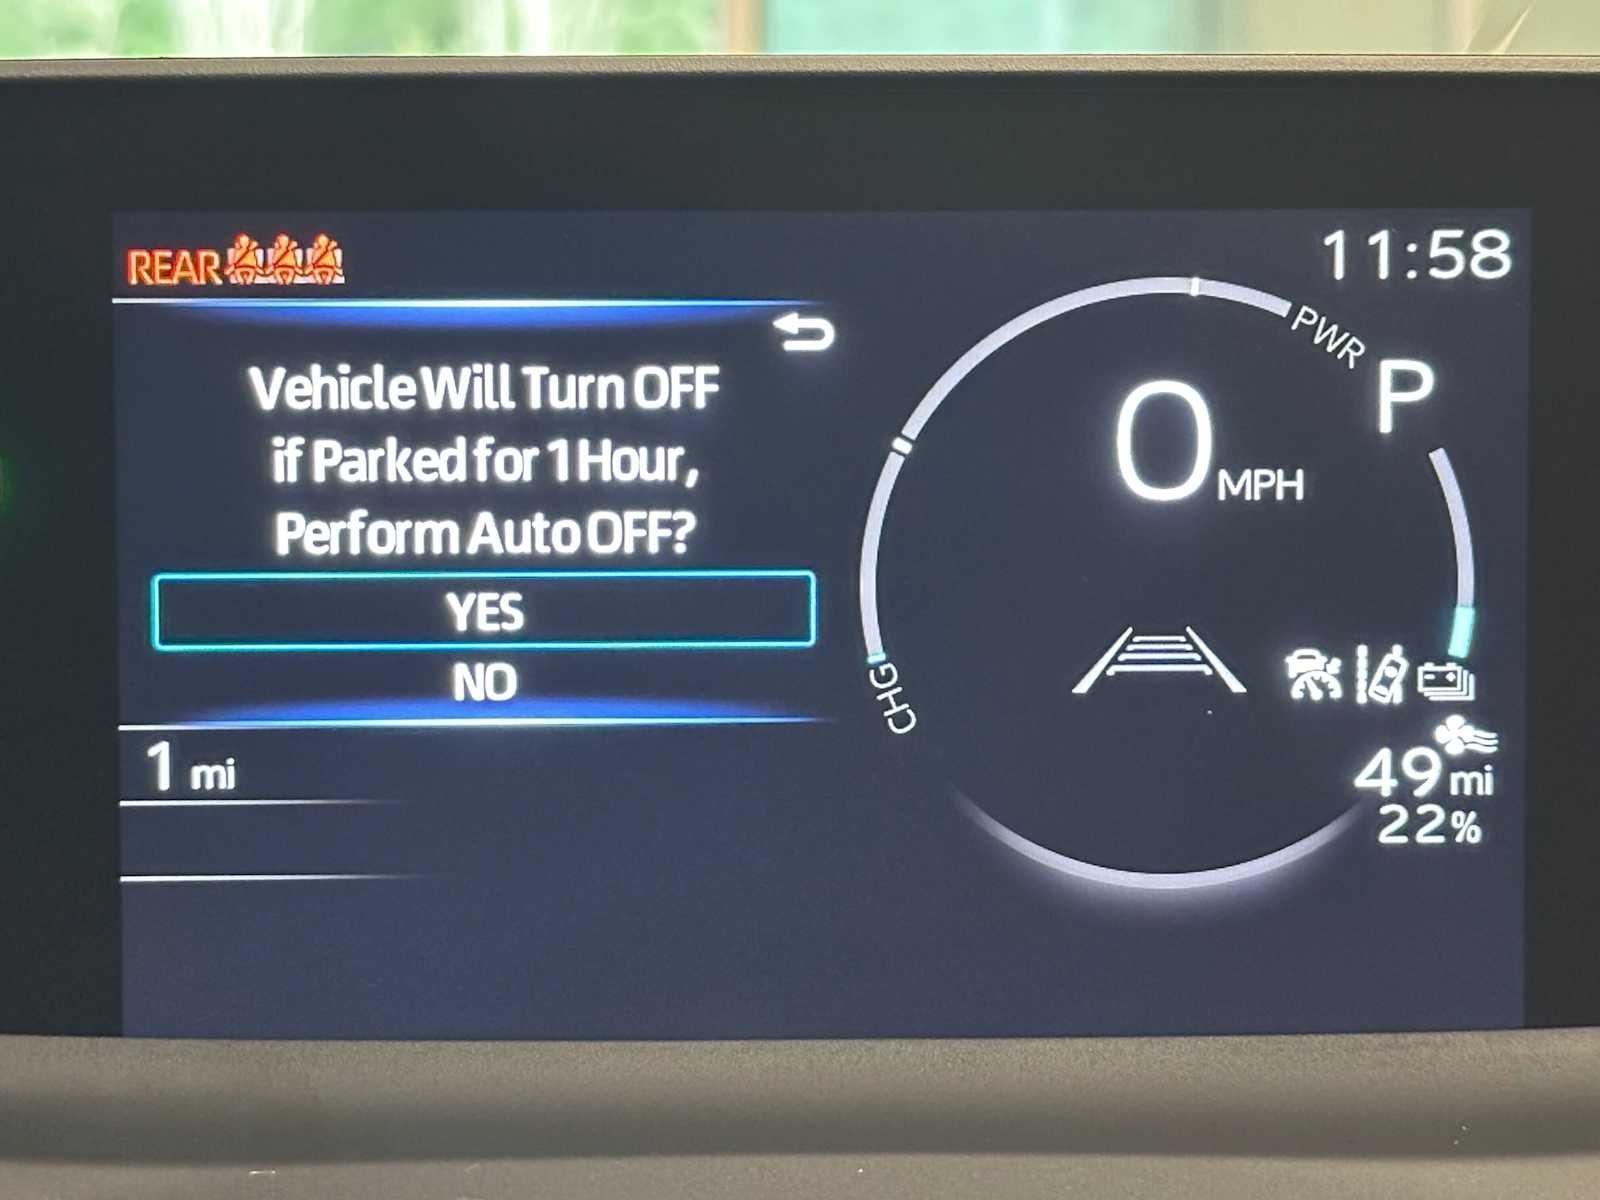 REAR
11:58
Vehicle Will Turn OFF
if Parked for 1 Hour,
Perform Auto OFF?
YES
NO
PWR
P
0 MPH
CHG
1 mi
49 mi
22%